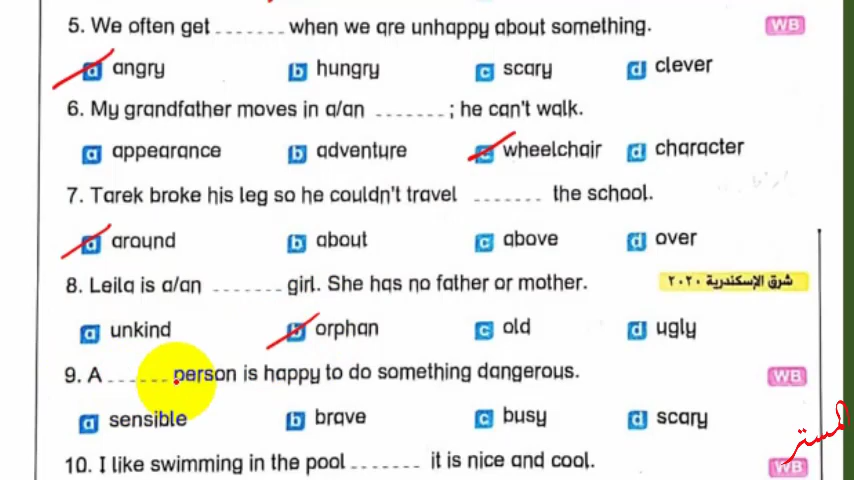 5. We often get ....... when we are unhappy about something. WB
a angry b hungry c scary d clever
6. My grandfather moves in a/an ....... ; he can't walk.
a appearance b adventure c wheelchair d character
7. Tarek broke his leg so he couldn't travel ....... the school.
a around b about c above d over
8. Leila is a/an ....... girl. She has no father or mother. شرق الإسكندرية ٢٠٢٠
a unkind b orphan c old d ugly
9. A ...... person is happy to do something dangerous. WB
a sensible b brave c busy d scary
10. I like swimming in the pool ....... it is nice and cool. WB
المستر